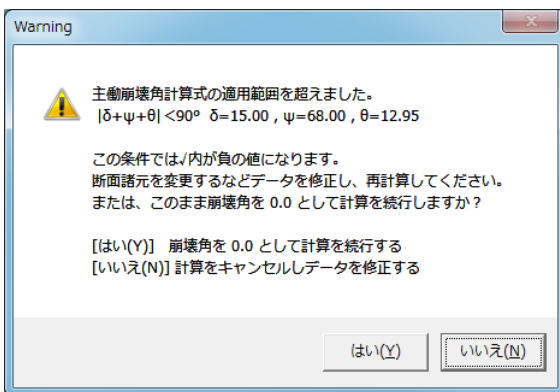 Warning
主働崩壊角計算式の適用範囲を超えました。
|δ+ψ+θ|<90° δ=15.00 , ψ=68.00 , θ=12.95
この条件では√内が負の値になります。
断面諸元を変更するなどデータを修正し、再計算してください。
または、このまま崩壊角を 0.0 として計算を続行しますか？
[はい(Y)] 崩壊角を 0.0 として計算を続行する
[いいえ(N)] 計算をキャンセルしデータを修正する
はい(Y)
いいえ(N)